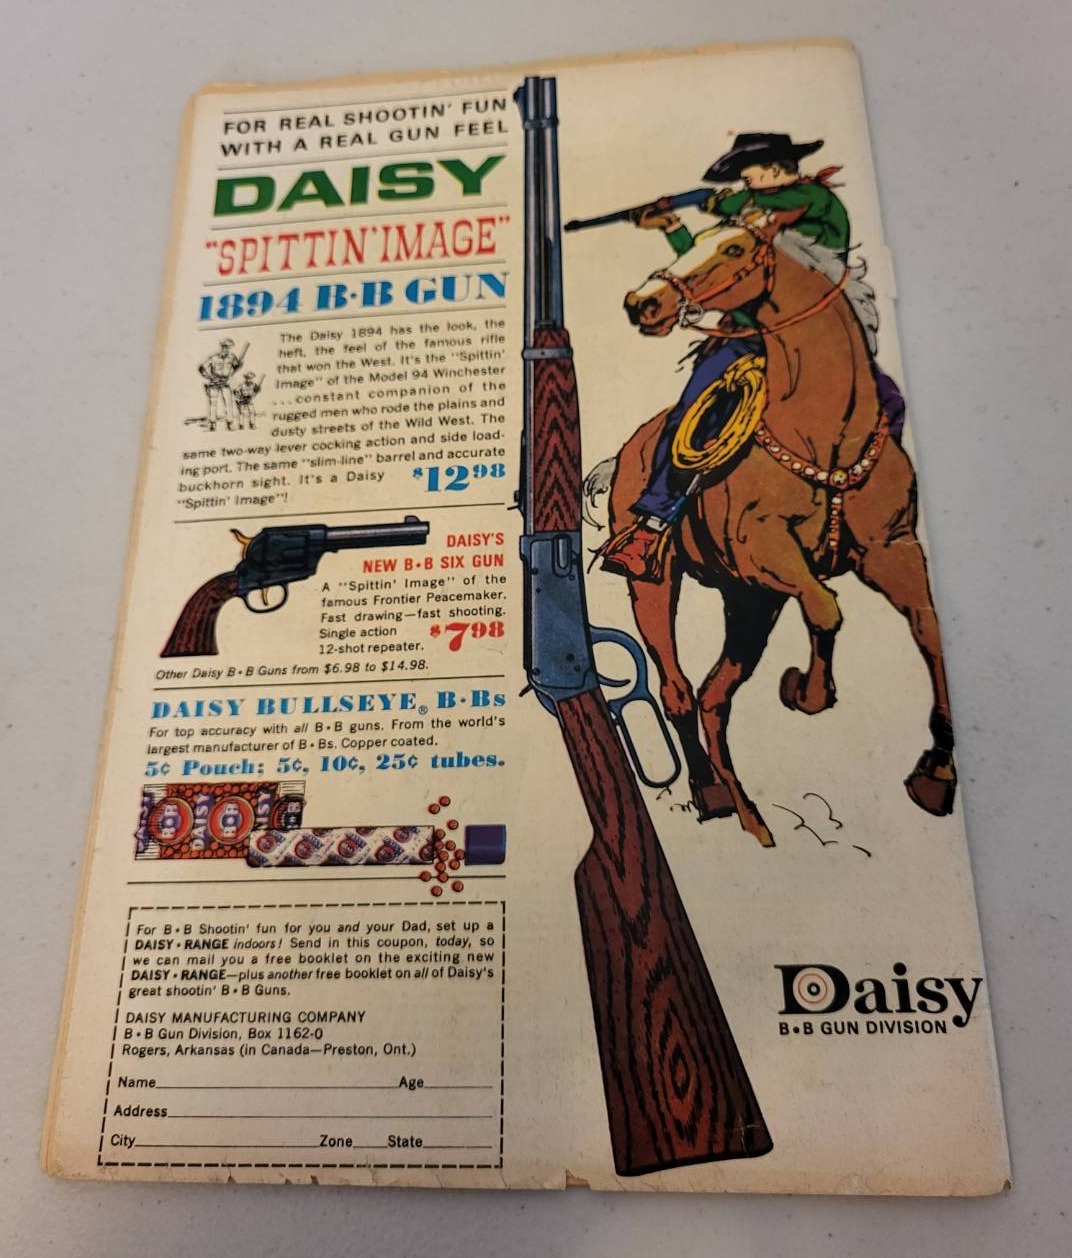 FOR REAL SHOOTIN' FUN
WITH A REAL GUN FEEL
DAISY
"SPITTIN' IMAGE"
1894 B•B GUN
The Daisy 1894 has the look, the
heft, the feel of the famous rifle
that won the West. It's the "Spittin'
Image" of the Model 94 Winchester
...constant companion of the
rugged men who rode the plains and
dusty streets of the Wild West. The
same two-way lever cocking action and side load-
ing port. The same "slim-line" barrel and accurate
buckhorn sight. It's a Daisy
"Spittin' Image"!
$12⁹⁸
DAISY'S
NEW B•B SIX GUN
A "Spittin' Image" of the
famous Frontier Peacemaker.
Fast drawing—fast shooting.
Single action
12-shot repeater.
$7⁹⁸
Other Daisy B•B Guns from $6.98 to $14.98.
DAISY BULLSEYE® B•Bs
For top accuracy with all B•B guns. From the world's
largest manufacturer of B•Bs. Copper coated.
5¢ Pouch; 5¢, 10¢, 25¢ tubes.
DAISY
For B•B Shootin' fun for you and your Dad, set up a
DAISY•RANGE indoors! Send in this coupon, today, so
we can mail you a free booklet on the exciting new
DAISY•RANGE—plus another free booklet on all of Daisy's
great shootin' B•B Guns.
DAISY MANUFACTURING COMPANY
B•B Gun Division, Box 1162-0
Rogers, Arkansas (in Canada—Preston, Ont.)
Name Age
Address
City Zone State
Daisy
B•B GUN DIVISION